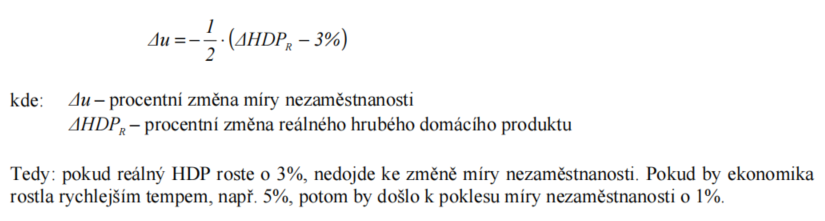 Δu = −1/2 · (ΔHDP_R − 3%)
kde: Δu – procentní změna míry nezaměstnanosti
ΔHDP_R – procentní změna reálného hrubého domácího produktu
Tedy: pokud reálný HDP roste o 3%, nedojde ke změně míry nezaměstnanosti. Pokud by ekonomika
rostla rychlejším tempem, např. 5%, potom by došlo k poklesu míry nezaměstnanosti o 1%.